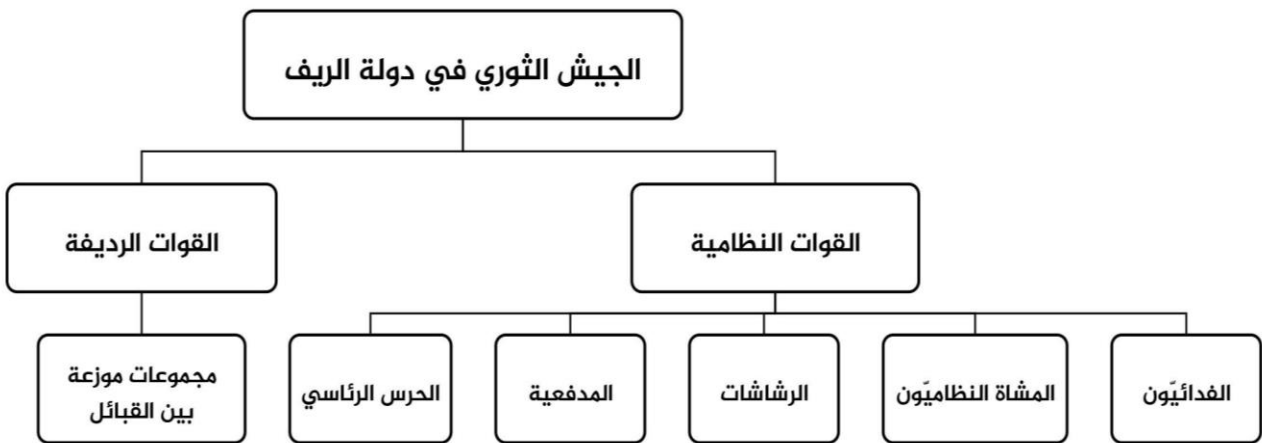 الجيش الثوري في دولة الريف
القوات النظامية
القوات الرديفة
الفدائيّون
المشاة النظاميّون
الرشاشات
المدفعية
الحرس الرئاسي
مجموعات موزعة
بين القبائل